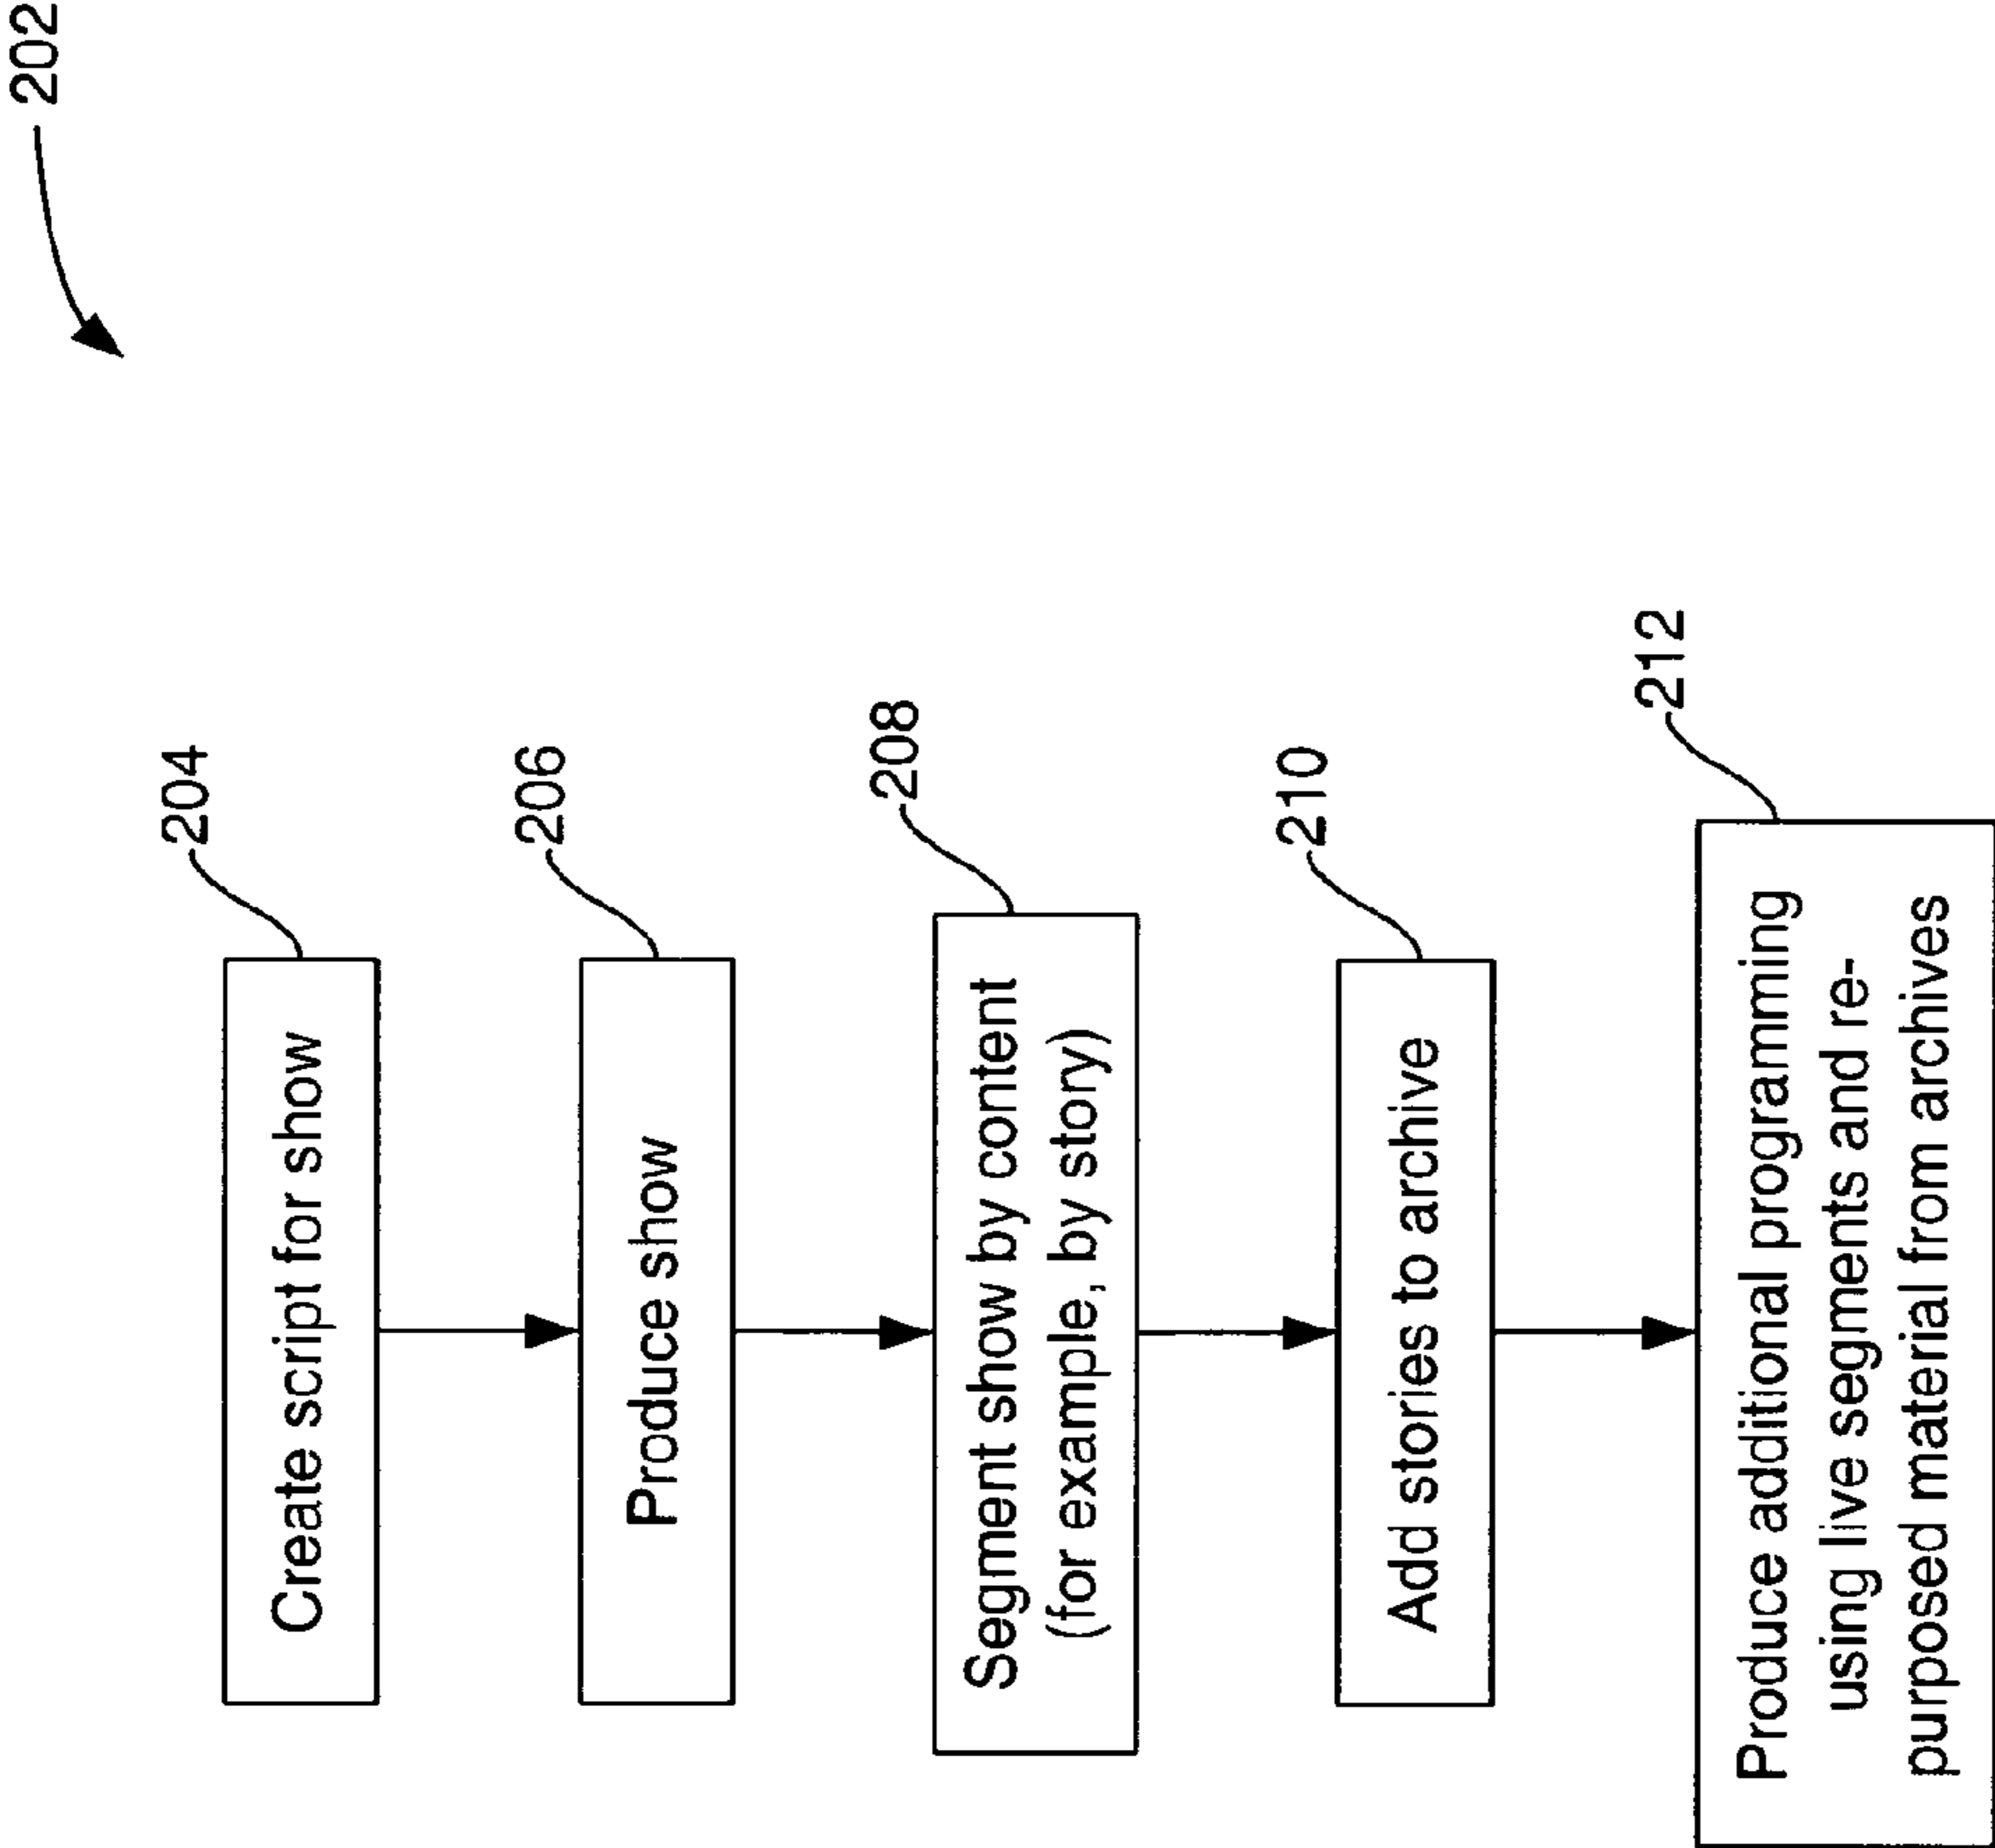 202
204
Create script for show
206
Produce show
208
Segment show by content
(for example, by story)
210
Add stories to archive
212
Produce additional programming
using live segments and re-
purposed material from archives